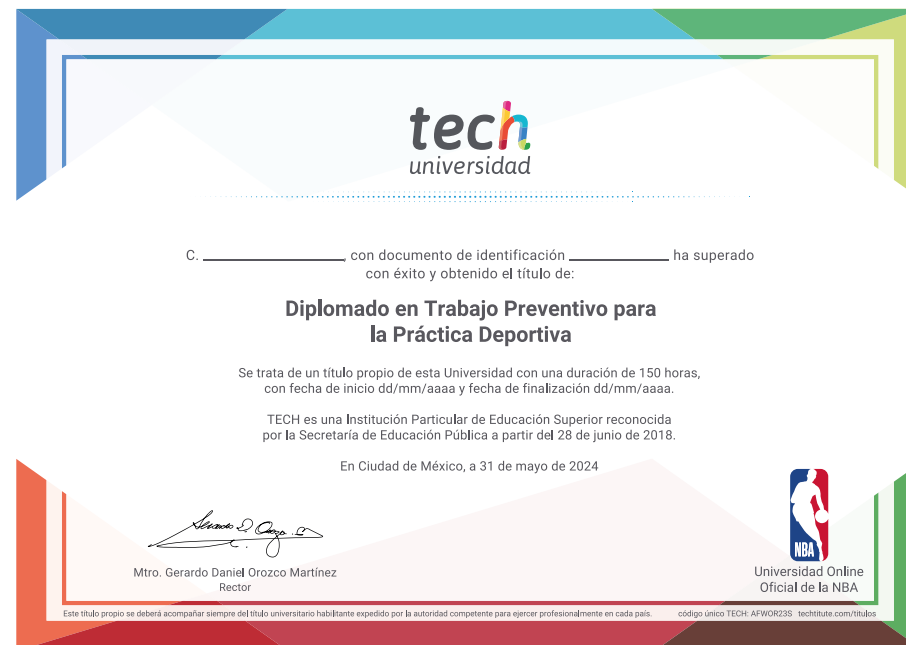 tech
universidad
C. ____________, con documento de identificación ____________ ha superado
con éxito y obtenido el título de:
Diplomado en Trabajo Preventivo para
la Práctica Deportiva
Se trata de un título propio de esta Universidad con una duración de 150 horas,
con fecha de inicio dd/mm/aaaa y fecha de finalización dd/mm/aaaa.
TECH es una Institución Particular de Educación Superior reconocida
por la Secretaría de Educación Pública a partir del 28 de junio de 2018.
En Ciudad de México, a 31 de mayo de 2024
Mtro. Gerardo Daniel Orozco Martínez
Rector
NBA
Universidad Online
Oficial de la NBA
Este título propio se deberá acompañar siempre del título universitario habilitante expedido por la autoridad competente para ejercer profesionalmente en cada país. código único TECH: AFWOR23S techtitute.com/titulos